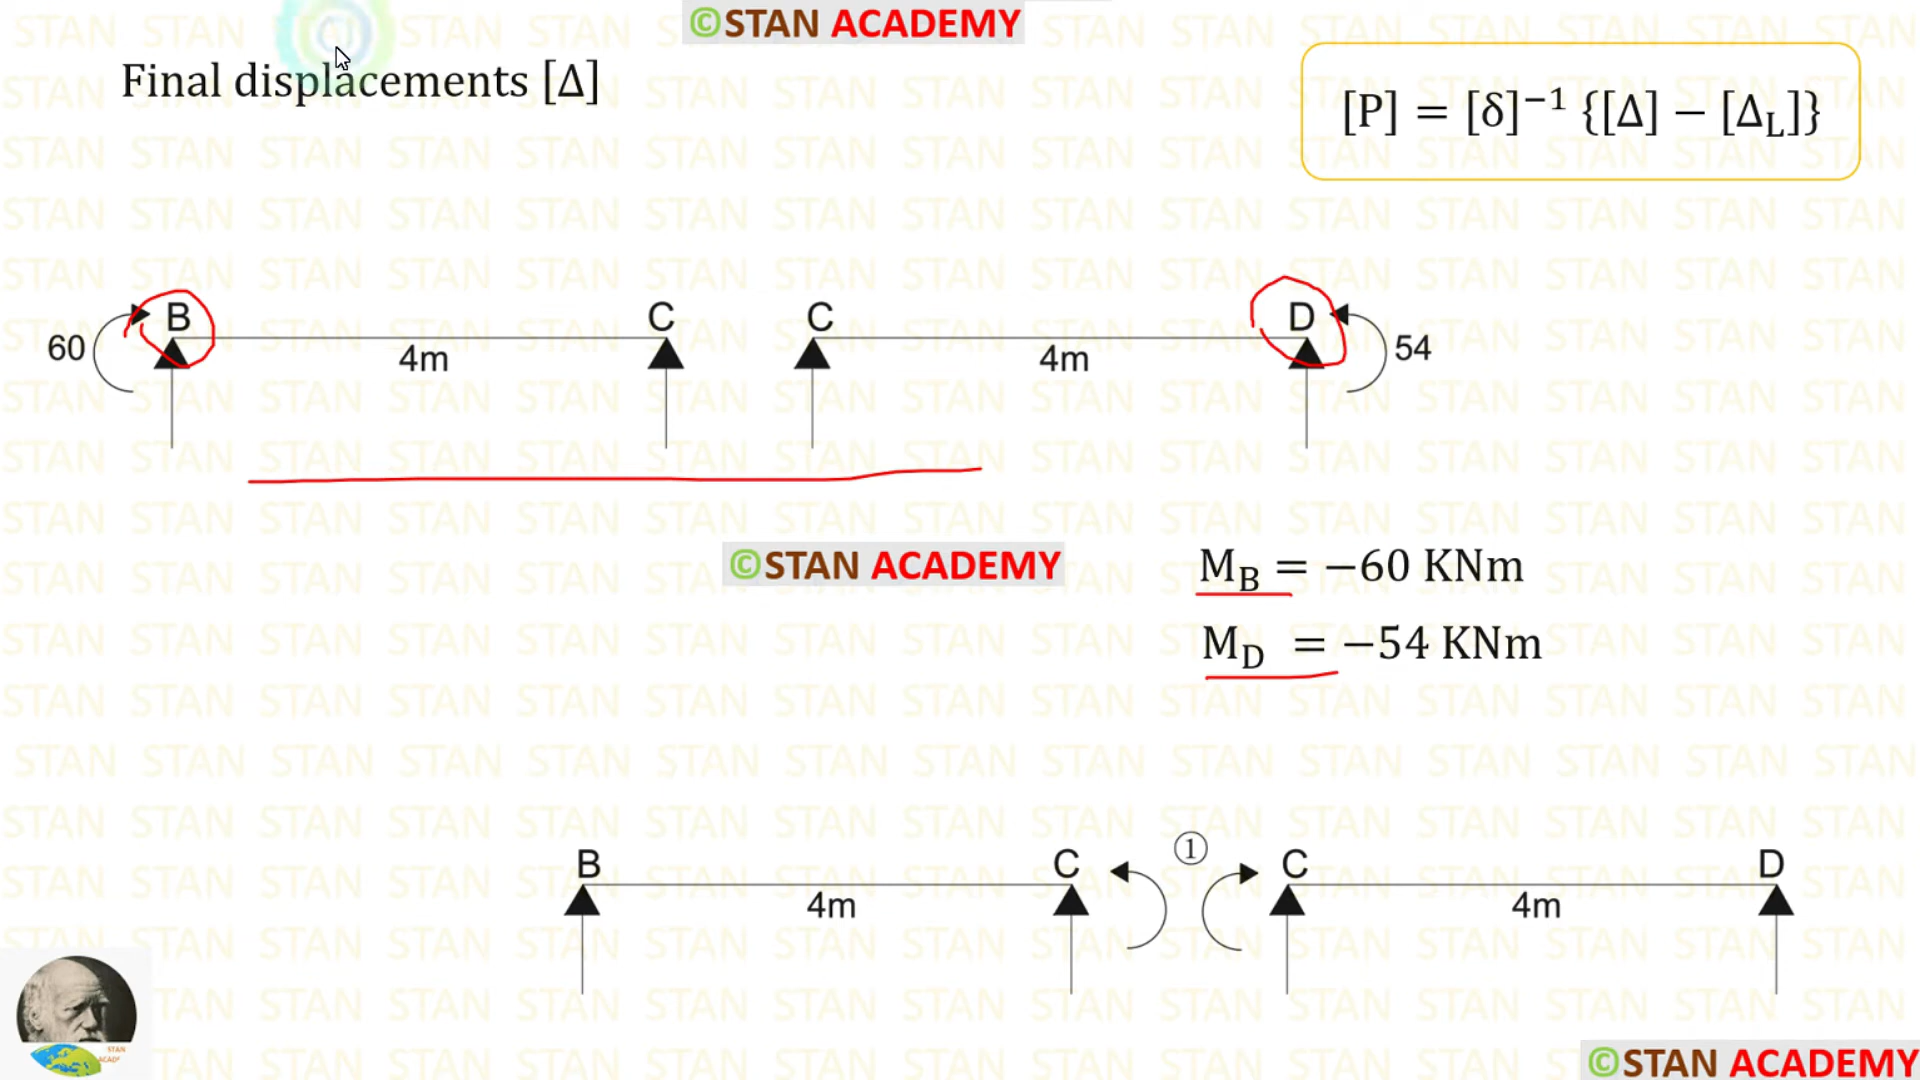 ©STAN ACADEMY
Final displacements [Δ]
[P] = [δ]⁻¹ {[Δ] − [Δ_L]}
B C C D
60 4m 4m 54
©STAN ACADEMY
M_B = −60 KNm
M_D = −54 KNm
①
B C C D
4m 4m
STAN
©STAN ACADEMY